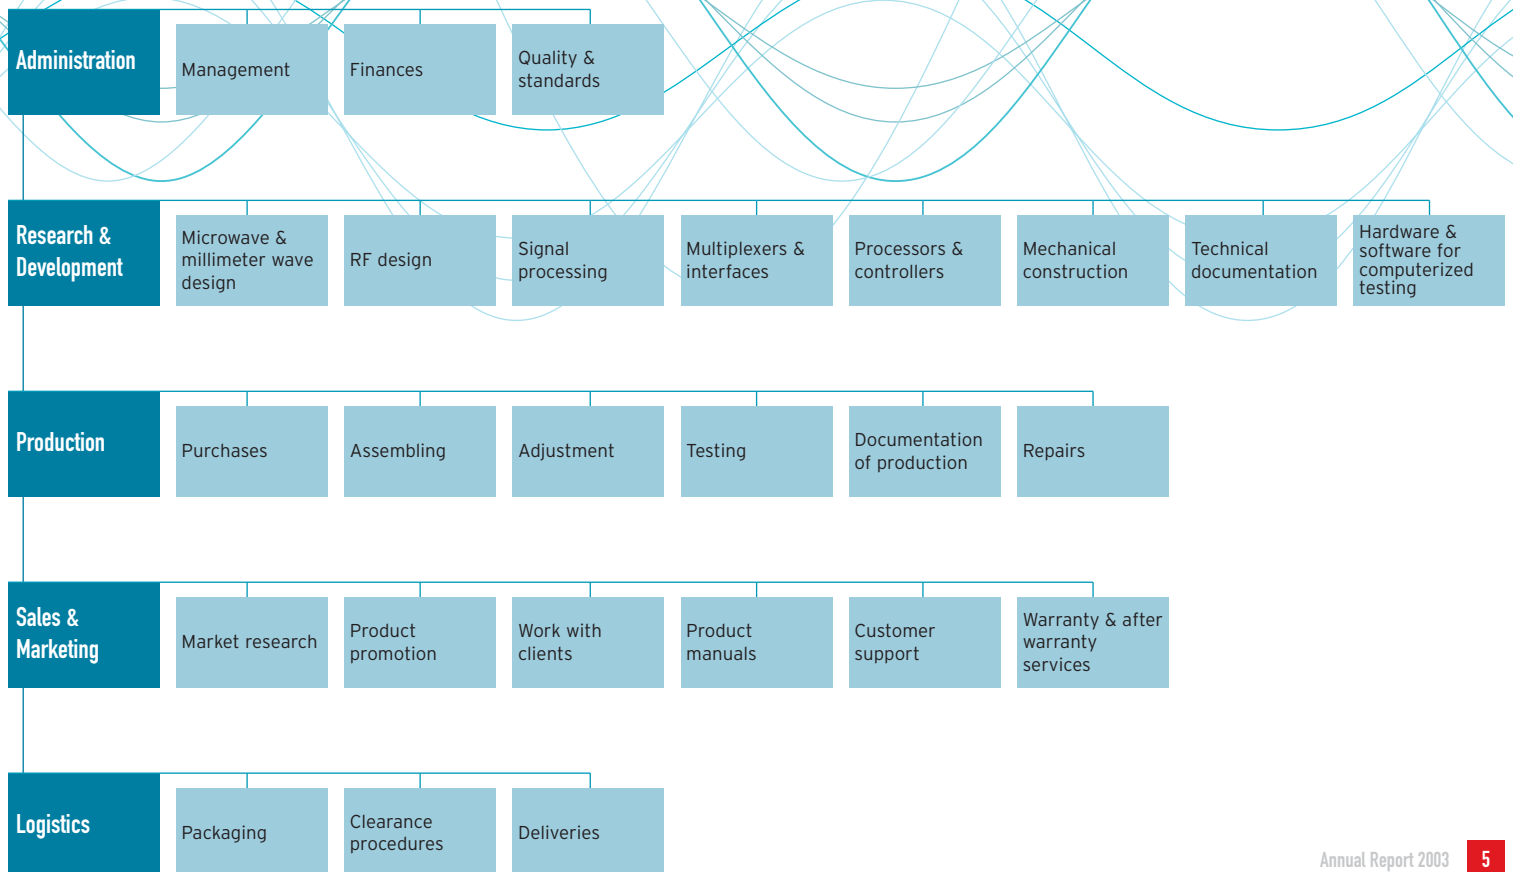 Administration
Management
Finances
Quality &
standards
Research &
Development
Microwave &
millimeter wave
design
RF design
Signal
processing
Multiplexers &
interfaces
Processors &
controllers
Mechanical
construction
Technical
documentation
Hardware &
software for
computerized
testing
Production
Purchases
Assembling
Adjustment
Testing
Documentation
of production
Repairs
Sales &
Marketing
Market research
Product
promotion
Work with
clients
Product
manuals
Customer
support
Warranty & after
warranty
services
Logistics
Packaging
Clearance
procedures
Deliveries
Annual Report 2003 5